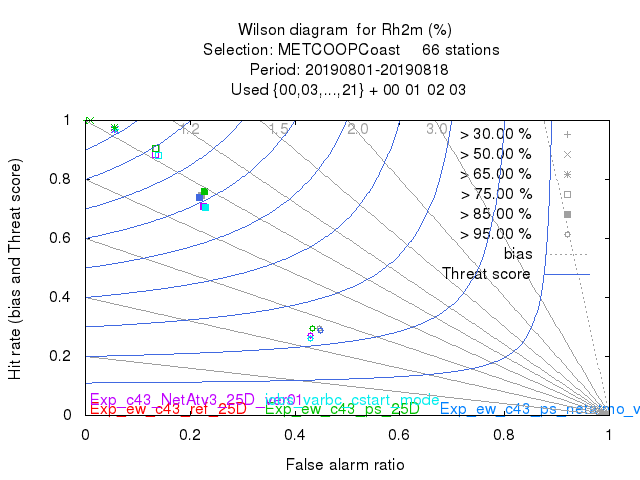 Wilson diagram for Rh2m (%)
Selection: METCOOPCoast 66 stations
Period: 20190801-20190818
Used {00,03,...,21} + 00 01 02 03
Hit rate (bias and Threat score)
1
0.8
0.6
0.4
0.2
0
1.2 1.5 2.0 3.0
> 30.00 %
> 50.00 %
> 65.00 %
> 75.00 %
> 85.00 %
> 95.00 %
bias
Threat score
Exp_c43_NetAtv3_25D_ver01
varbc_cstart_mode
Exp_ew_c43_ref_25D Exp_ew_c43_ps_25D Exp_ew_c43_ps_netatmo_v
0 0.2 0.4 0.6 0.8 1
False alarm ratio